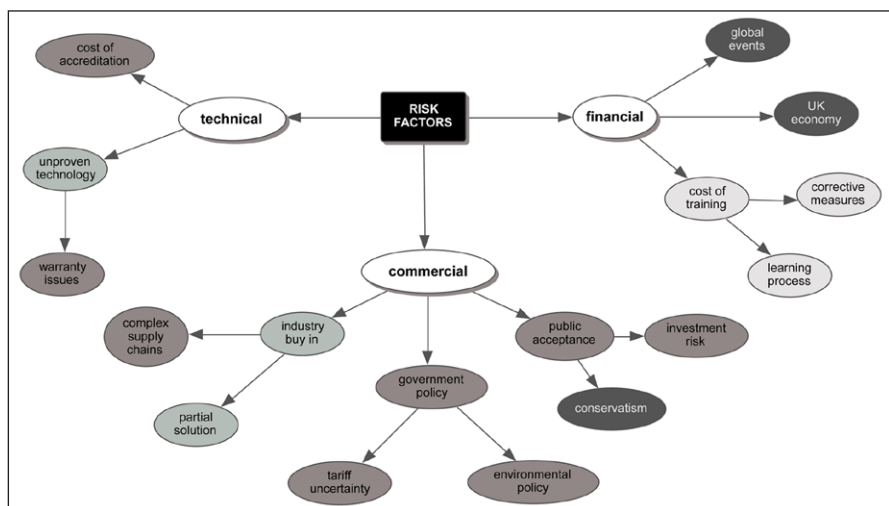 global
events
cost of
accreditation
RISK
FACTORS
UK
economy
technical
financial
unproven
technology
cost of
training
corrective
measures
warranty
issues
commercial
learning
process
complex
supply
chains
industry
buy in
public
acceptance
investment
risk
government
policy
partial
solution
conservatism
tariff
uncertainty
environmental
policy